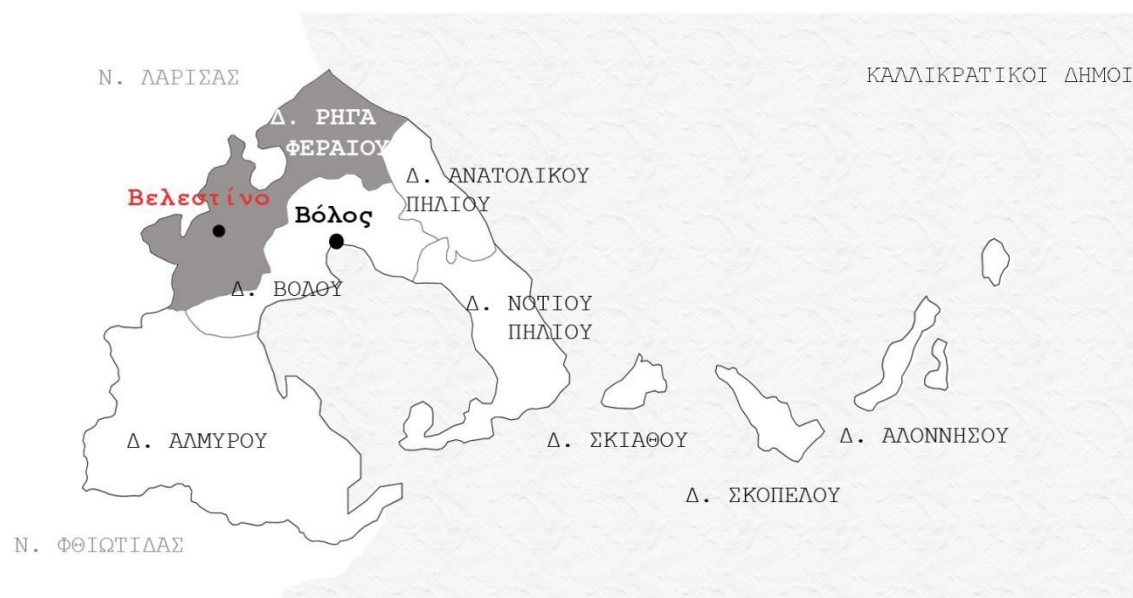 Ν. ΛΑΡΙΣΑΣ
ΚΑΛΛΙΚΡΑΤΙΚΟΙ ΔΗΜΟΙ
Δ. ΡΗΓΑ
ΦΕΡΑΙΟΥ
Δ. ΑΝΑΤΟΛΙΚΟΥ
ΠΗΛΙΟΥ
Βελεστίνο
Βόλος
Δ. ΒΟΛΟΥ
Δ. ΝΟΤΙΟΥ
ΠΗΛΙΟΥ
Δ. ΑΛΜΥΡΟΥ
Δ. ΣΚΙΑΘΟΥ
Δ. ΑΛΟΝΝΗΣΟΥ
Δ. ΣΚΟΠΕΛΟΥ
Ν. ΦΘΙΩΤΙΔΑΣ